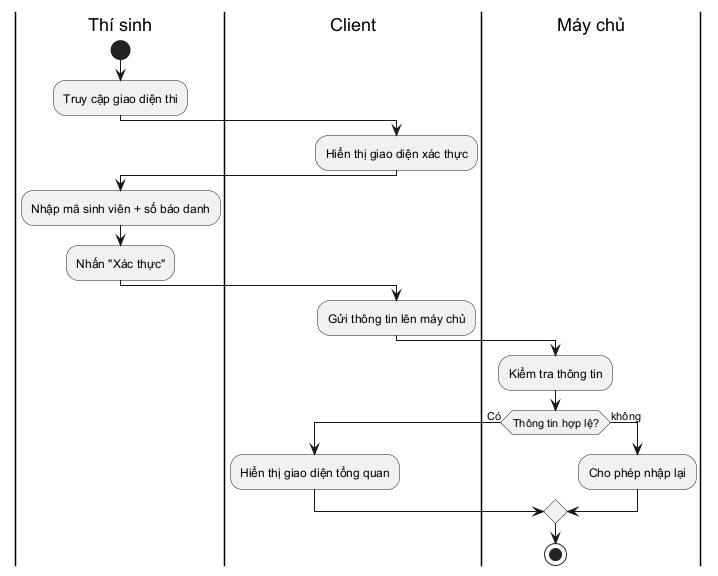 Thí sinh
Client
Máy chủ
Truy cập giao diện thi
Hiển thị giao diện xác thực
Nhập mã sinh viên + số báo danh
Nhấn "Xác thực"
Gửi thông tin lên máy chủ
Kiểm tra thông tin
Có
Thông tin hợp lệ?
không
Hiển thị giao diện tổng quan
Cho phép nhập lại